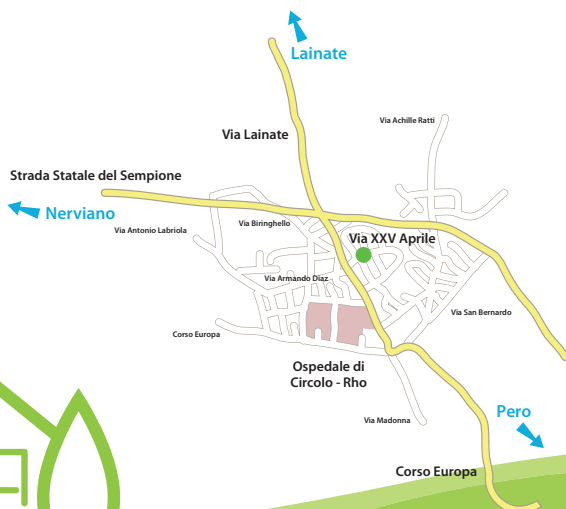 Lainate
Via Achille Ratti
Via Lainate
Strada Statale del Sempione
Nerviano
Via Biringhello
Via Antonio Labriola
Via XXV Aprile
Via Armando Diaz
Via San Bernardo
Corso Europa
Ospedale di
Circolo - Rho
Pero
Via Madonna
Corso Europa